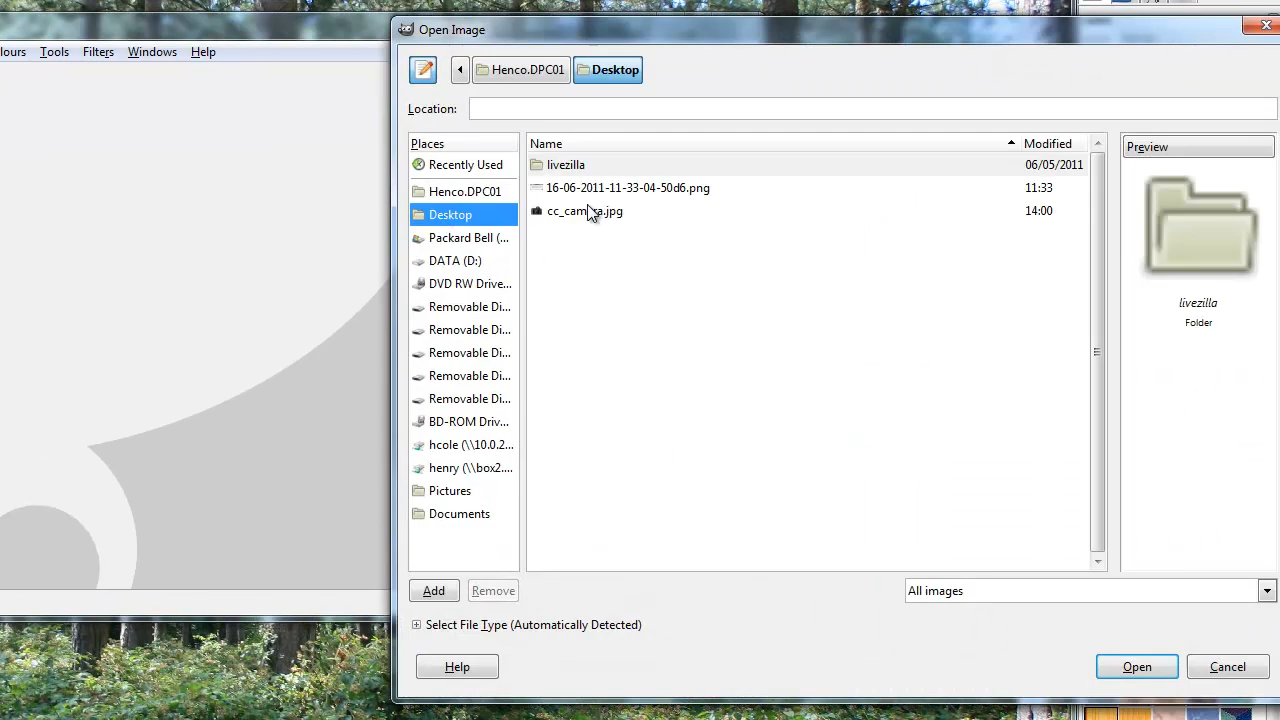 Open Image
olours Tools Filters Windows Help
Henco.DPC01 Desktop
Location:
Places
Recently Used
Henco.DPC01
Desktop
Packard Bell (...
DATA (D:)
DVD RW Drive...
Removable Di...
Removable Di...
Removable Di...
Removable Di...
Removable Di...
BD-ROM Driv...
hcole (\\10.0.2...
henry (\\box2....
Pictures
Documents
Name Modified
livezilla 06/05/2011
16-06-2011-11-33-04-50d6.png 11:33
cc_camera.jpg 14:00
Preview
livezilla
Folder
Add Remove
All images
Select File Type (Automatically Detected)
Help Open Cancel